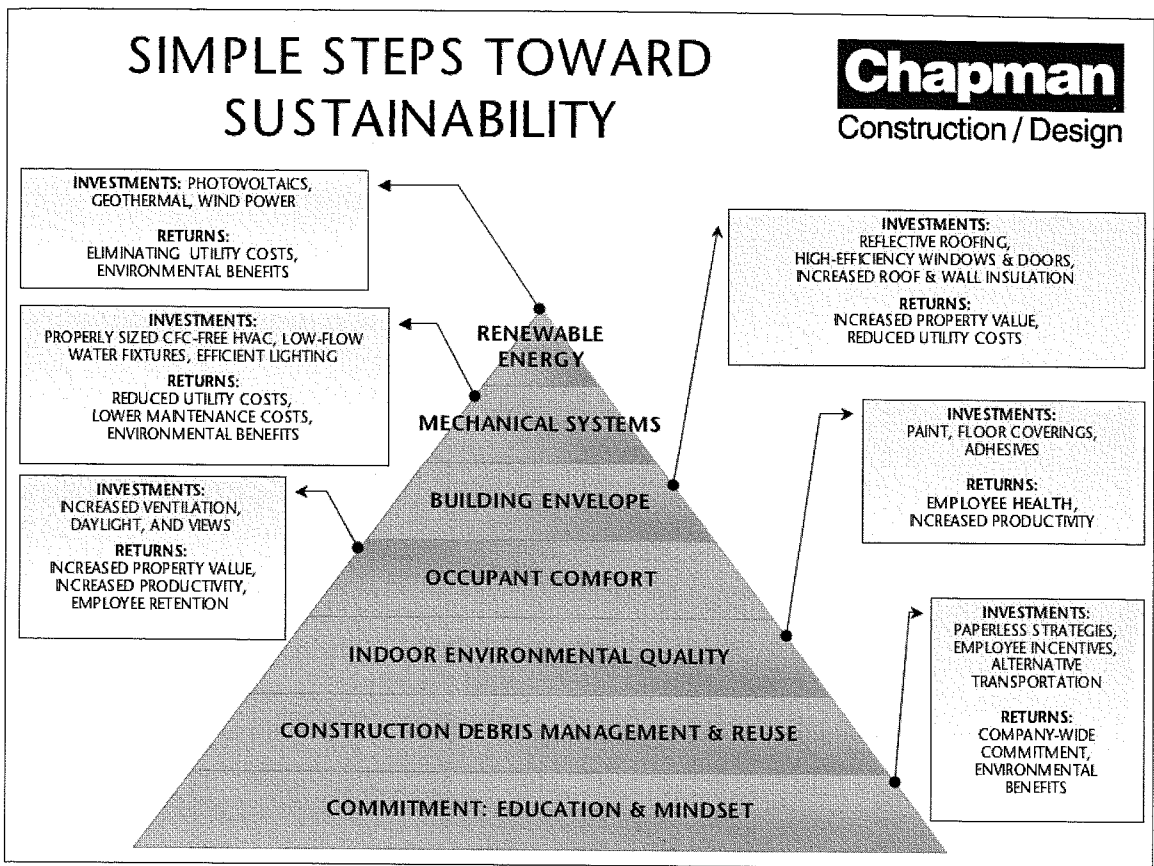 SIMPLE STEPS TOWARD
SUSTAINABILITY
Chapman
Construction / Design
INVESTMENTS: PHOTOVOLTAICS,
GEOTHERMAL, WIND POWER
RETURNS:
ELIMINATING UTILITY COSTS,
ENVIRONMENTAL BENEFITS
INVESTMENTS:
REFLECTIVE ROOFING,
HIGH-EFFICIENCY WINDOWS & DOORS,
INCREASED ROOF & WALL INSULATION
RETURNS:
INCREASED PROPERTY VALUE,
REDUCED UTILITY COSTS
INVESTMENTS:
PROPERLY SIZED CFC-FREE HVAC, LOW-FLOW
WATER FIXTURES, EFFICIENT LIGHTING
RETURNS:
REDUCED UTILITY COSTS,
LOWER MAINTENANCE COSTS,
ENVIRONMENTAL BENEFITS
INVESTMENTS:
PAINT, FLOOR COVERINGS,
ADHESIVES
RETURNS:
EMPLOYEE HEALTH,
INCREASED PRODUCTIVITY
INVESTMENTS:
INCREASED VENTILATION,
DAYLIGHT, AND VIEWS
RETURNS:
INCREASED PROPERTY VALUE,
INCREASED PRODUCTIVITY,
EMPLOYEE RETENTION
INVESTMENTS:
PAPERLESS STRATEGIES,
EMPLOYEE INCENTIVES,
ALTERNATIVE
TRANSPORTATION
RETURNS:
COMPANY-WIDE
COMMITMENT,
ENVIRONMENTAL
BENEFITS
RENEWABLE
ENERGY
MECHANICAL SYSTEMS
BUILDING ENVELOPE
OCCUPANT COMFORT
INDOOR ENVIRONMENTAL QUALITY
CONSTRUCTION DEBRIS MANAGEMENT & REUSE
COMMITMENT: EDUCATION & MINDSET